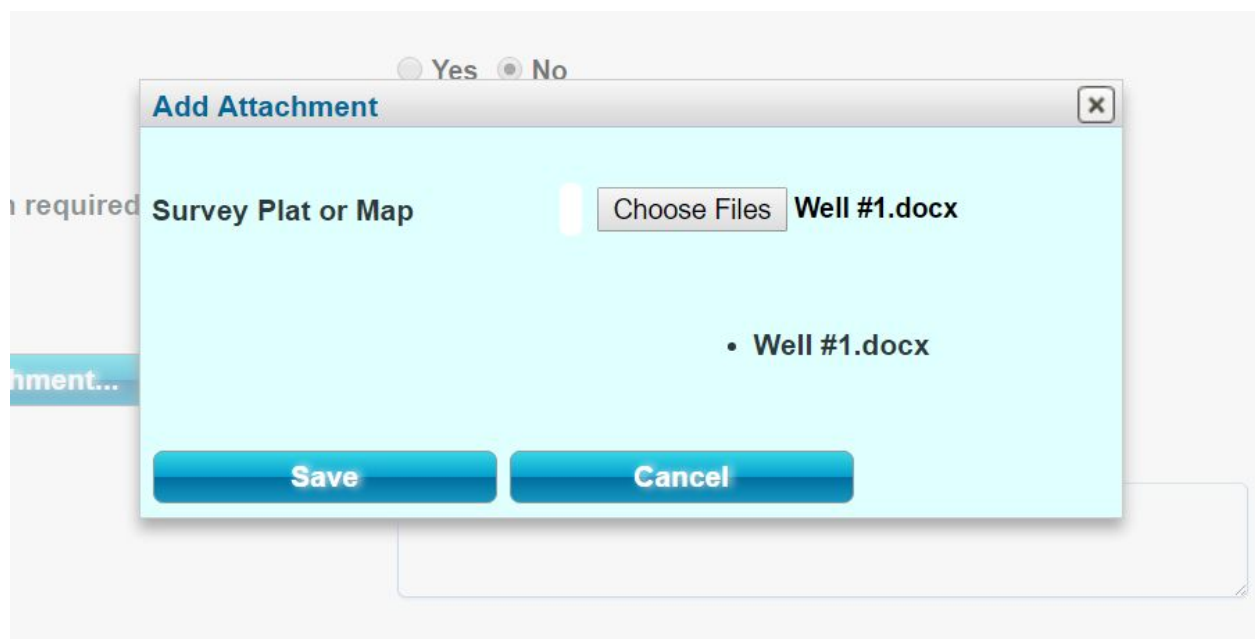 Yes No
Add Attachment
required
Survey Plat or Map Choose Files Well #1.docx
• Well #1.docx
hment...
Save Cancel